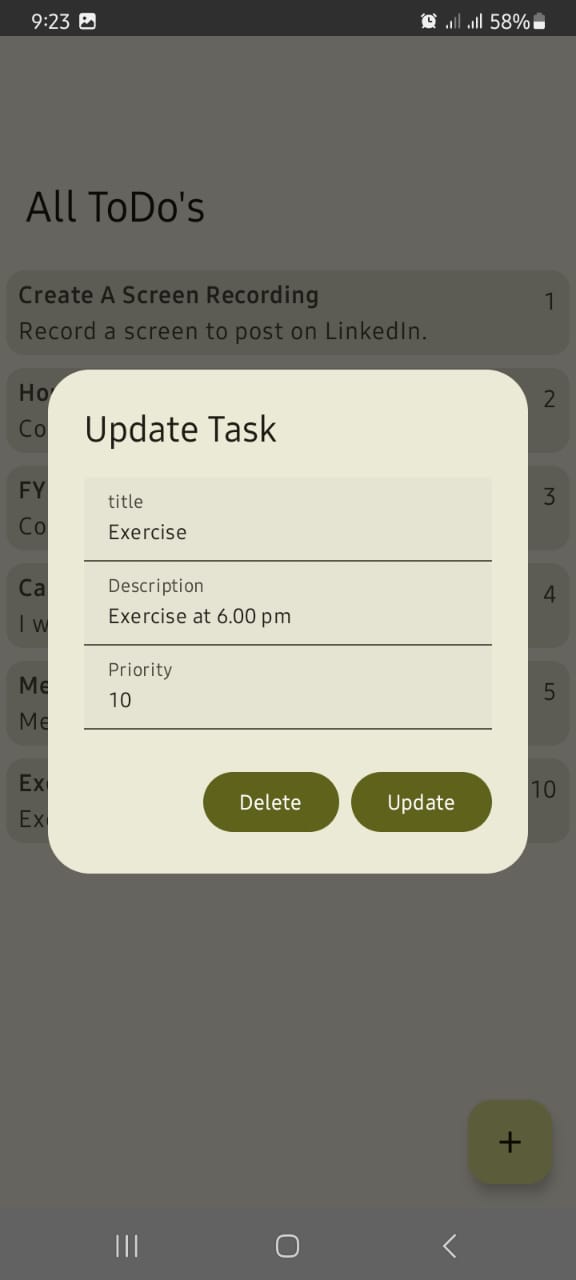 9:23 58%
All ToDo's
Create A Screen Recording 1
Record a screen to post on LinkedIn.
2
Co
FY 3
Co
Ca 4
I w
Me 5
Me
Ex 10
Ex
Update Task
title
Exercise
Description
Exercise at 6.00 pm
Priority
10
Delete Update
+